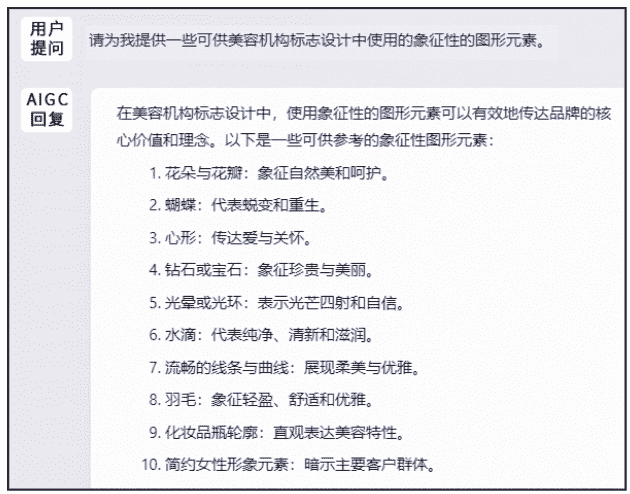 用户
提问
请为我提供一些可供美容机构标志设计中使用的象征性的图形元素。
AIGC
回复
在美容机构标志设计中，使用象征性的图形元素可以有效地传达品牌的核
心价值和理念。以下是一些可供参考的象征性图形元素：
1. 花朵与花瓣：象征自然美和呵护。
2. 蝴蝶：代表蜕变和重生。
3. 心形：传达爱与关怀。
4. 钻石或宝石：象征珍贵与美丽。
5. 光晕或光环：表示光芒四射和自信。
6. 水滴：代表纯净、清新和滋润。
7. 流畅的线条与曲线：展现柔美与优雅。
8. 羽毛：象征轻盈、舒适和优雅。
9. 化妆品瓶轮廓：直观表达美容特性。
10. 简约女性形象元素：暗示主要客户群体。